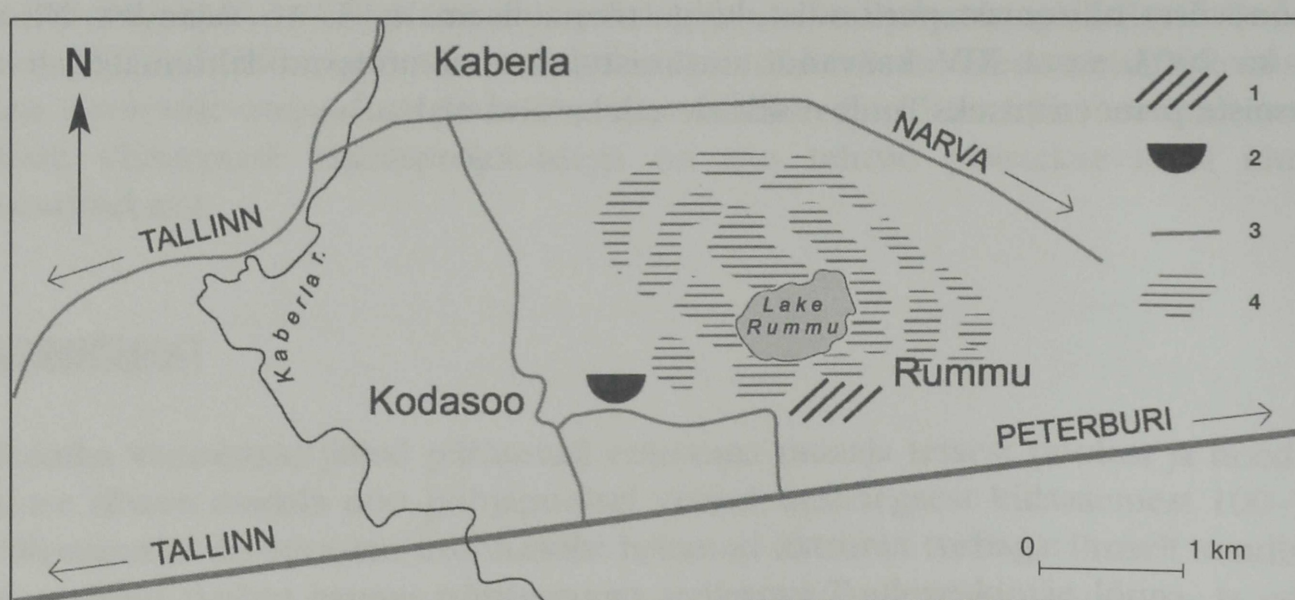 N
Kaberla
NARVA
1
2
3
4
TALLINN
Kaberla r.
Lake
Rummu
Kodasoo
Rummu
PETERBURI
TALLINN
0 1 km